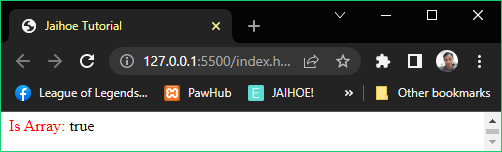 Jaihoe Tutorial
127.0.0.1:5500/index.h...
League of Legends... PawHub JAIHOE! Other bookmarks
Is Array: true